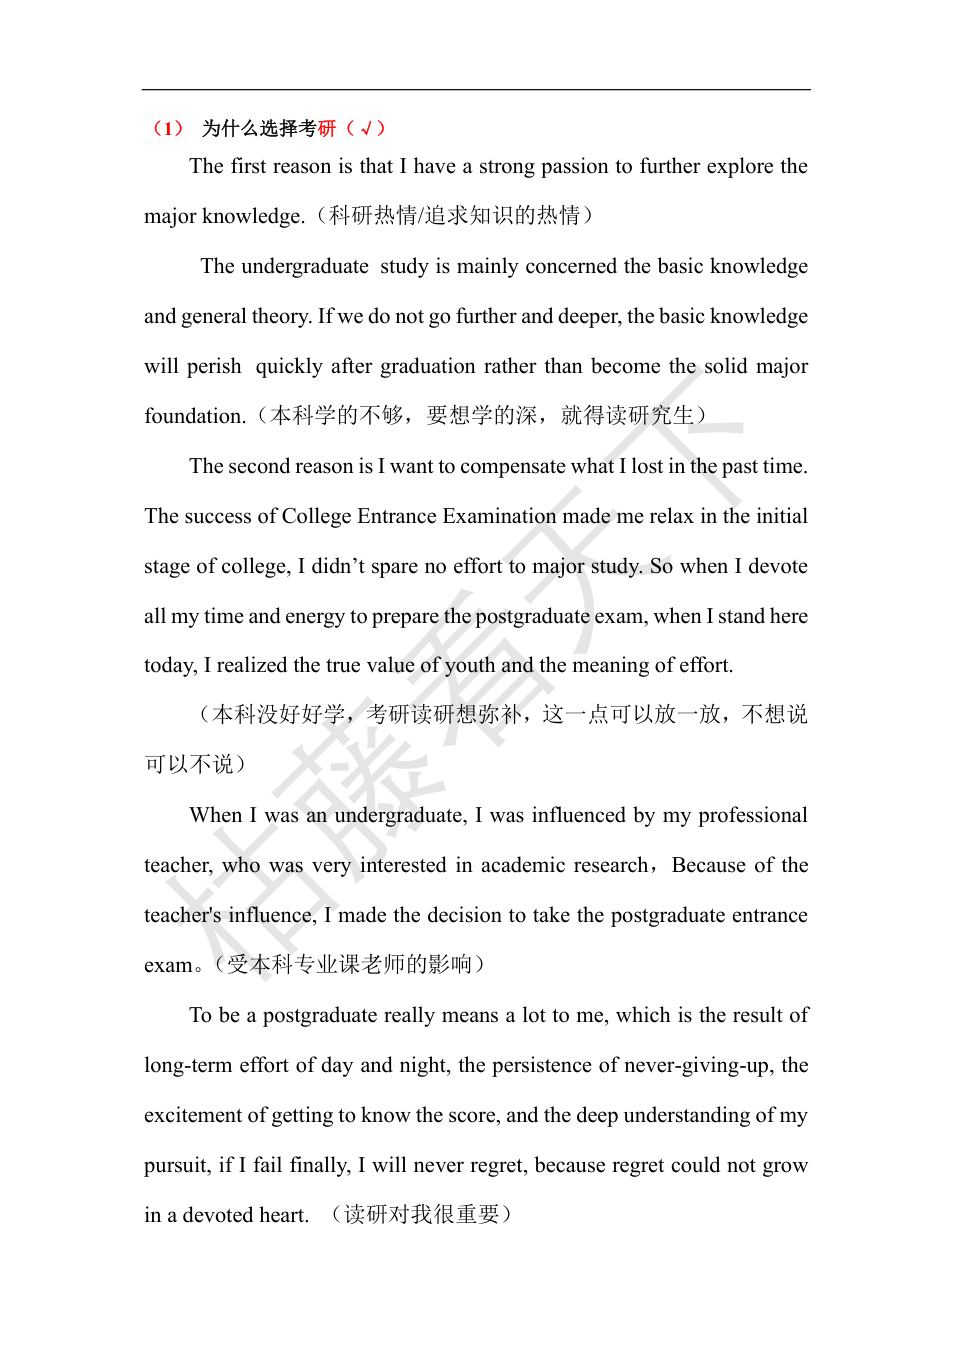 （1） 为什么选择考研（√）
The first reason is that I have a strong passion to further explore the
major knowledge.（科研热情/追求知识的热情）
The undergraduate study is mainly concerned the basic knowledge
and general theory. If we do not go further and deeper, the basic knowledge
will perish quickly after graduation rather than become the solid major
foundation.（本科学的不够，要想学的深，就得读研究生）
The second reason is I want to compensate what I lost in the past time.
The success of College Entrance Examination made me relax in the initial
stage of college, I didn’t spare no effort to major study. So when I devote
all my time and energy to prepare the postgraduate exam, when I stand here
today, I realized the true value of youth and the meaning of effort.
（本科没好好学，考研读研想弥补，这一点可以放一放，不想说
可以不说）
When I was an undergraduate, I was influenced by my professional
teacher, who was very interested in academic research，Because of the
teacher's influence, I made the decision to take the postgraduate entrance
exam。（受本科专业课老师的影响）
To be a postgraduate really means a lot to me, which is the result of
long-term effort of day and night, the persistence of never-giving-up, the
excitement of getting to know the score, and the deep understanding of my
pursuit, if I fail finally, I will never regret, because regret could not grow
in a devoted heart. （读研对我很重要）
枯藤看天下